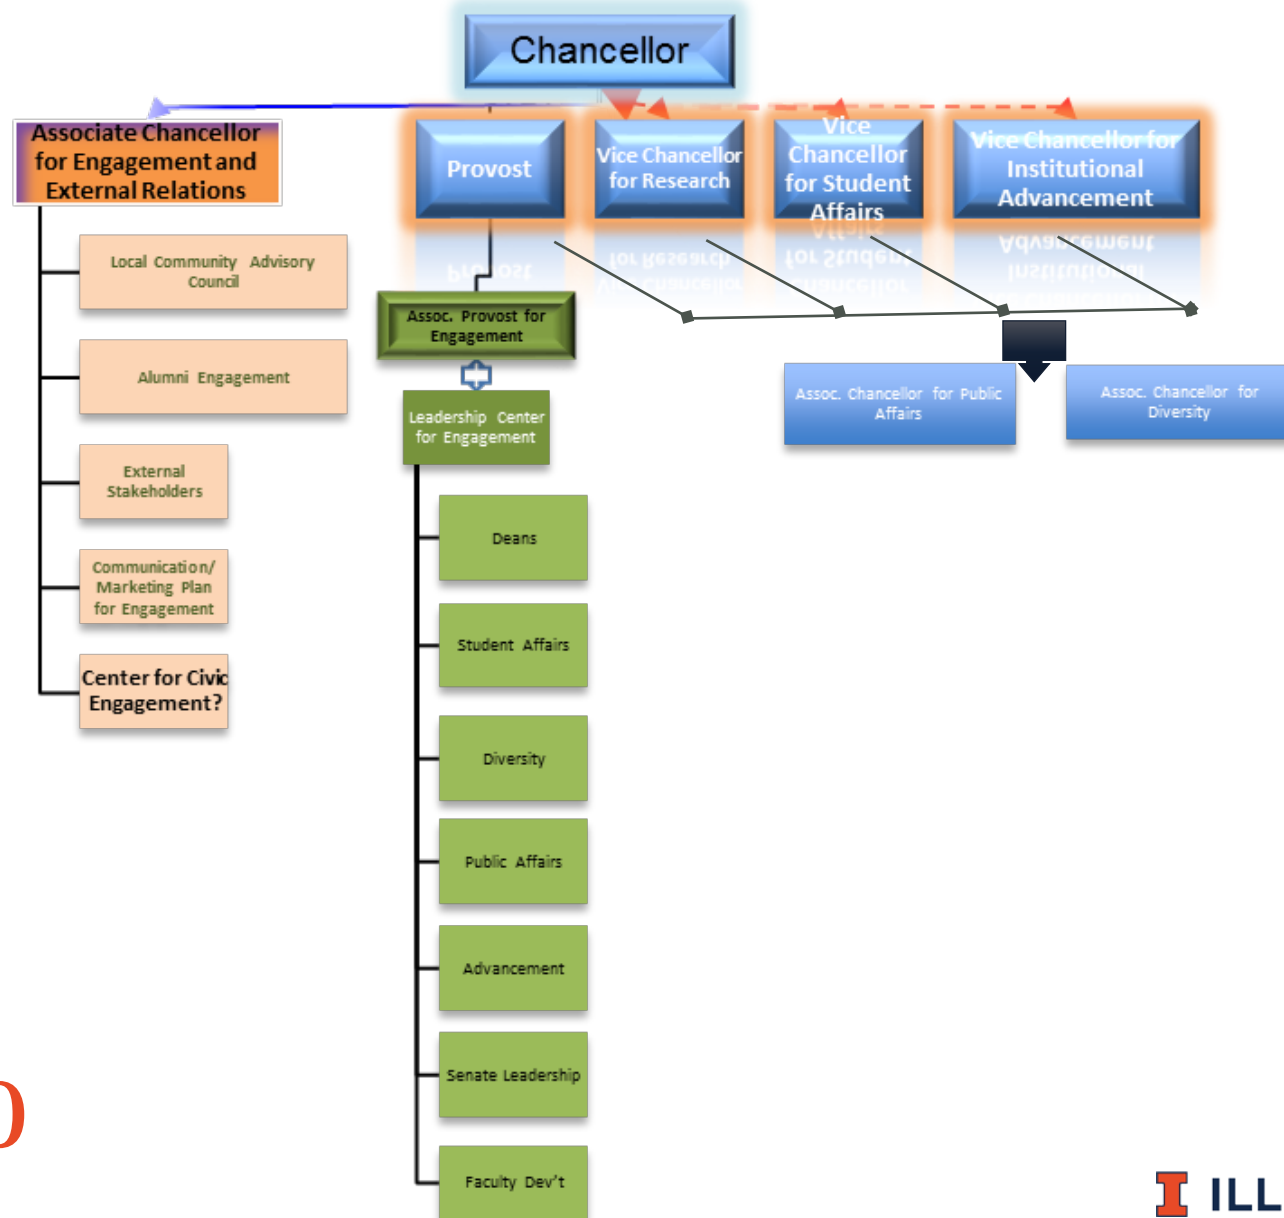 Chancellor
Associate Chancellor
for Engagement and
External Relations
Provost
Vice Chancellor
for Research
Vice
Chancellor
for Student
Affairs
Vice Chancellor for
Institutional
Advancement
Local Community Advisory
Council
Alumni Engagement
External
Stakeholders
Communication/
Marketing Plan
for Engagement
Center for Civic
Engagement?
Assoc. Provost for
Engagement
Leadership Center
for Engagement
Deans
Student Affairs
Diversity
Public Affairs
Advancement
Senate Leadership
Faculty Dev't
Assoc. Chancellor for Public
Affairs
Assoc. Chancellor for
Diversity
I ILL